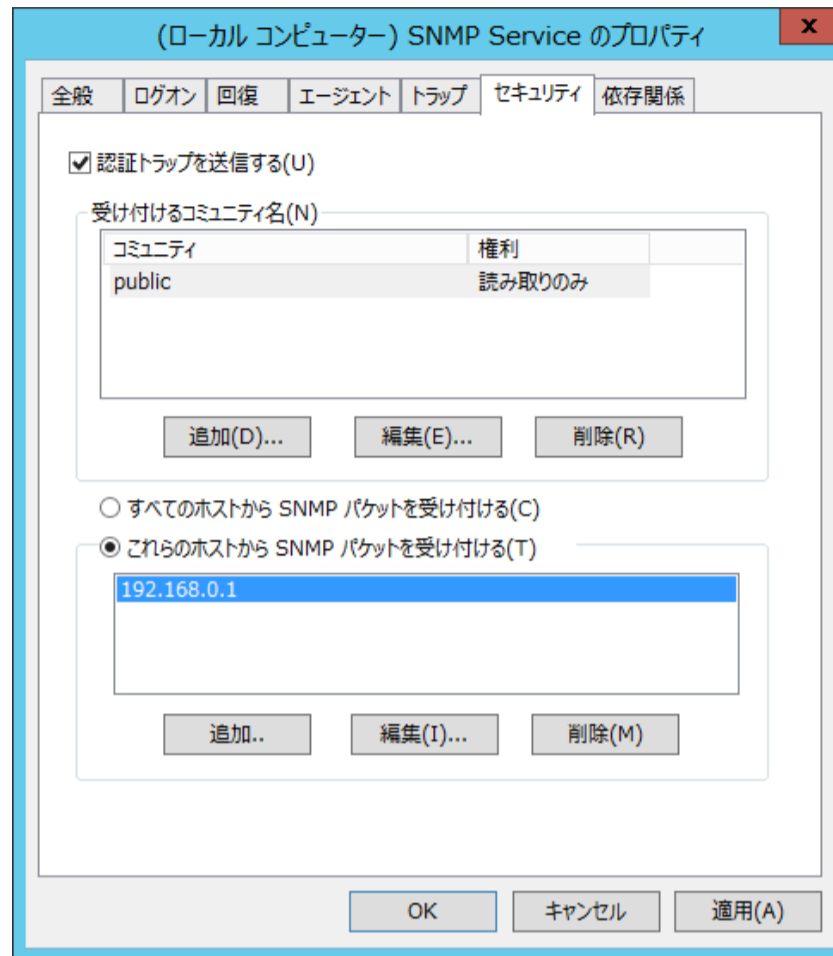 (ローカル コンピューター) SNMP Service のプロパティ
x
全般 ログオン 回復 エージェント トラップ セキュリティ 依存関係
認証トラップを送信する(U)
受け付けるコミュニティ名(N)
コミュニティ 権利
public 読み取りのみ
追加(D)... 編集(E)... 削除(R)
すべてのホストから SNMP パケットを受け付ける(C)
これらのホストから SNMP パケットを受け付ける(T)
192.168.0.1
追加.. 編集(I)... 削除(M)
OK キャンセル 適用(A)